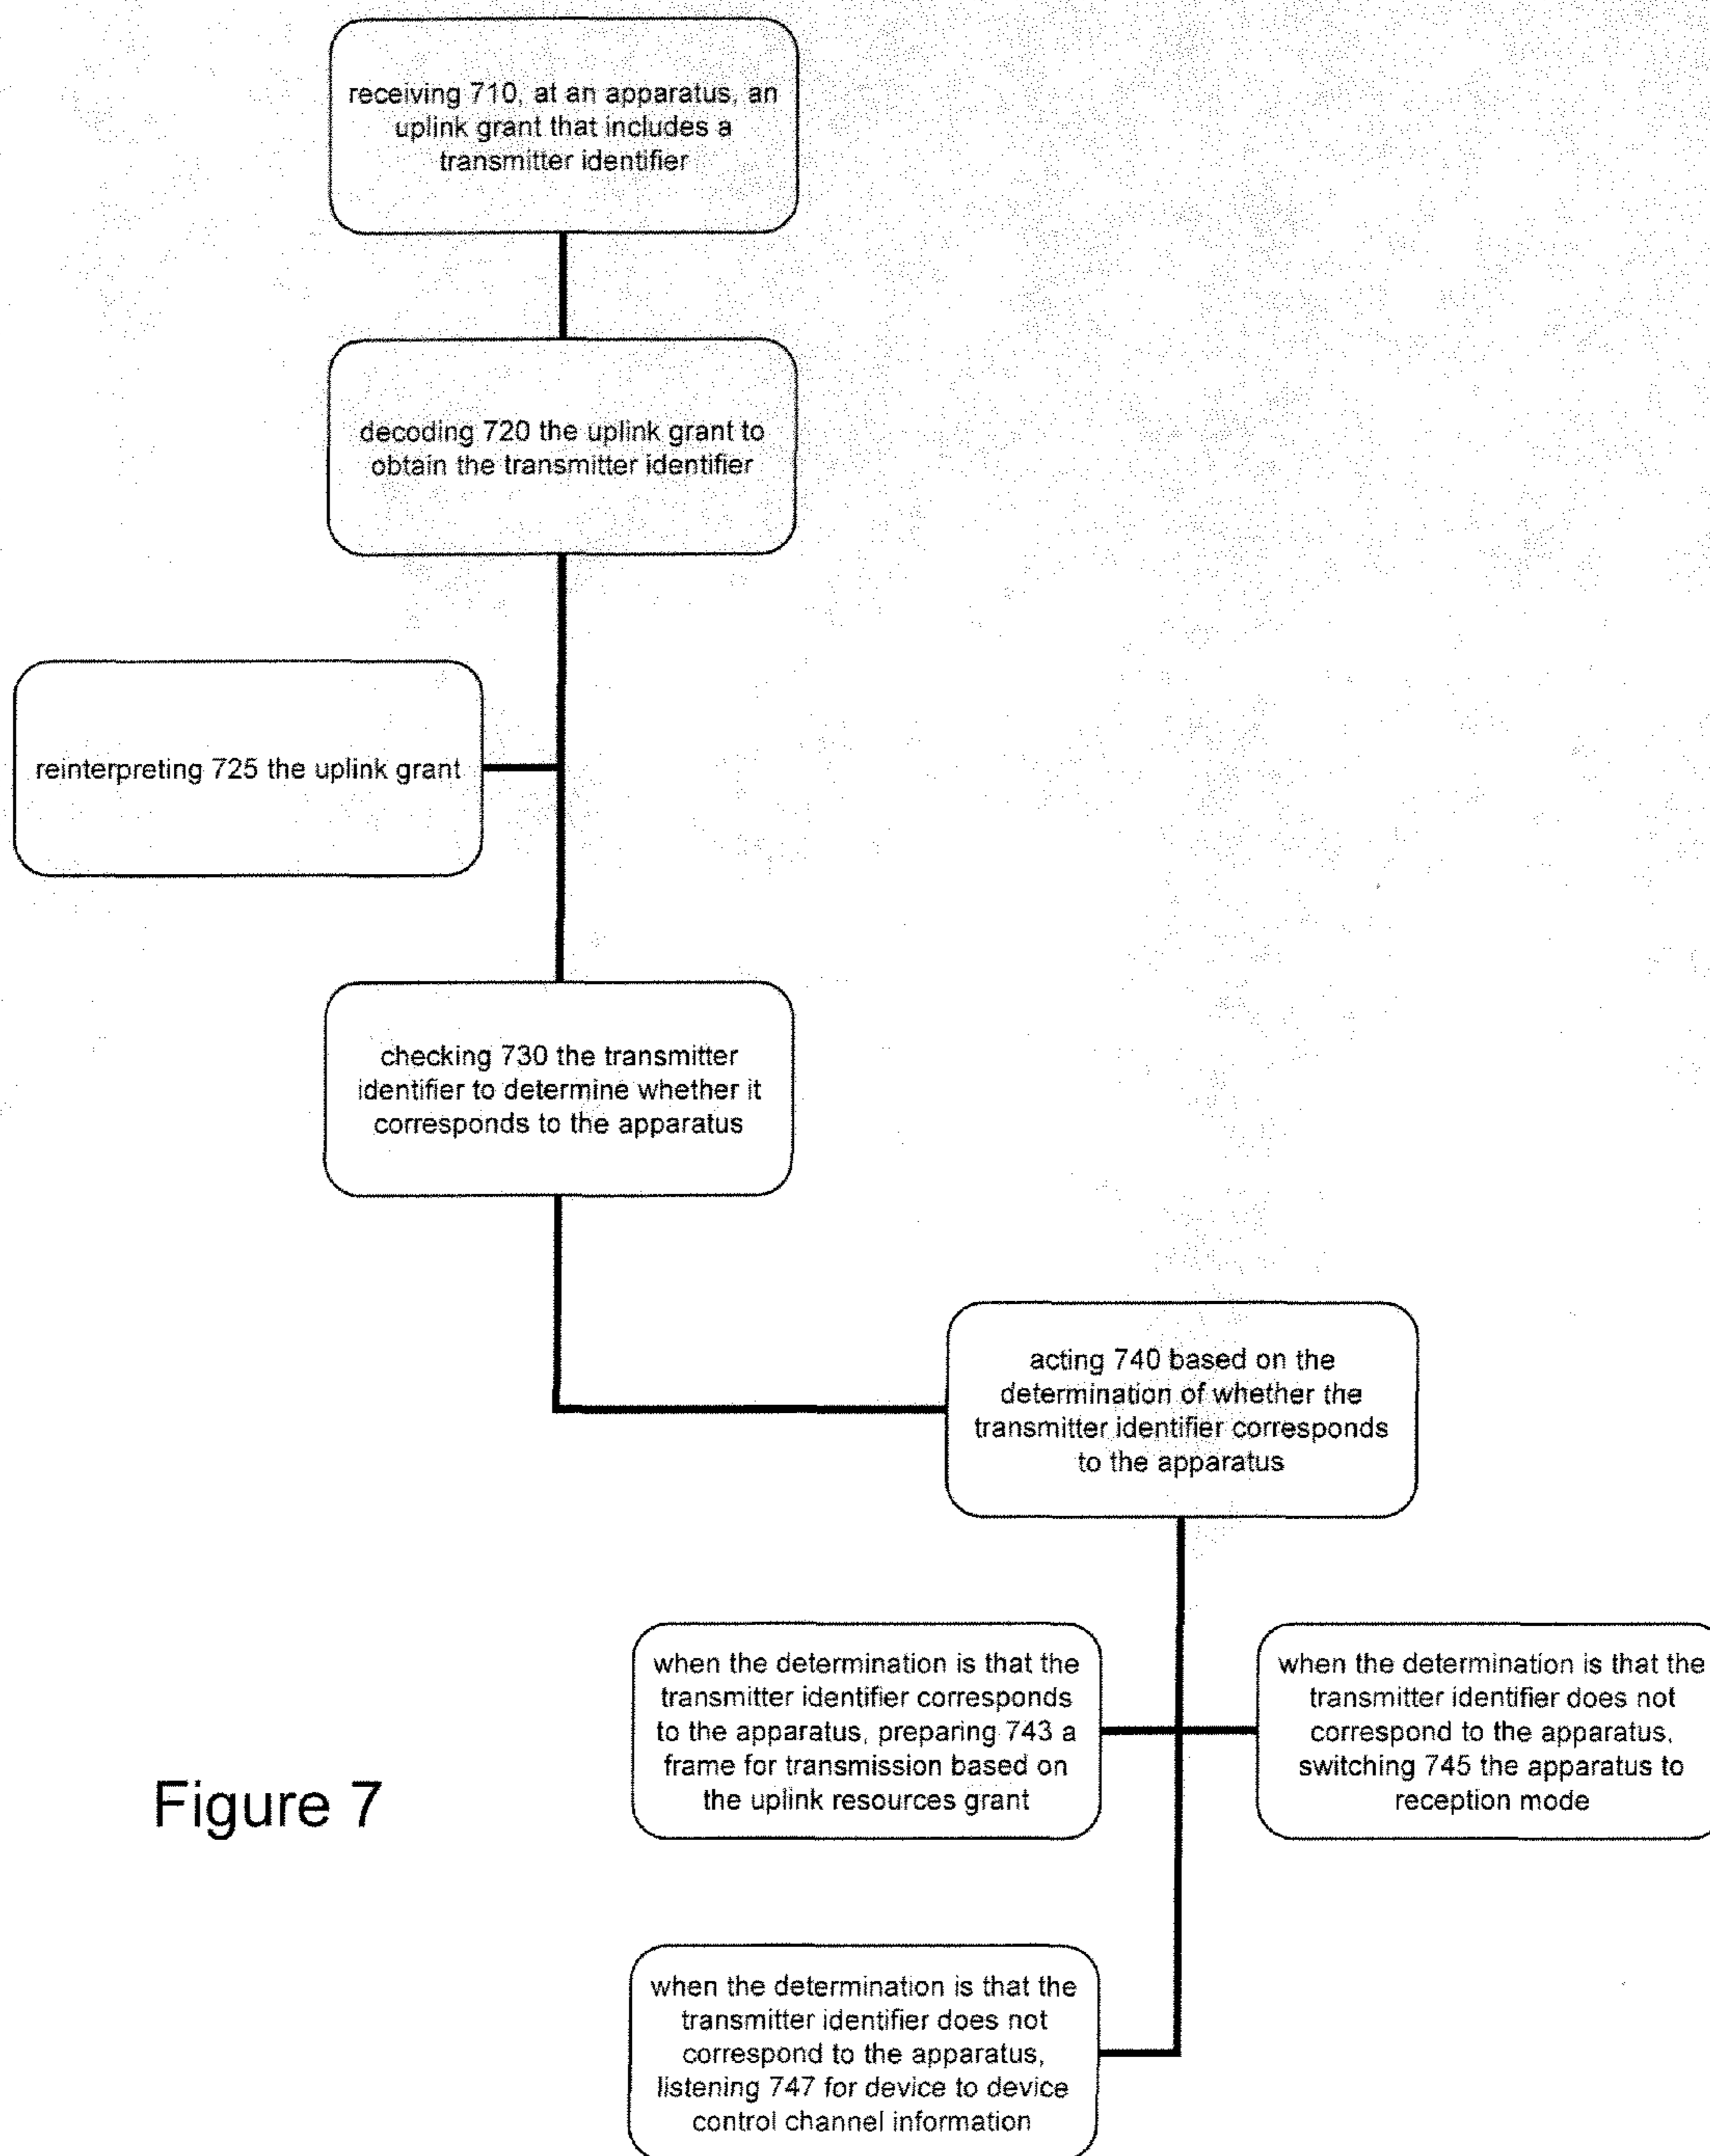 receiving 710, at an apparatus, an
uplink grant that includes a
transmitter identifier
decoding 720 the uplink grant to
obtain the transmitter identifier
reinterpreting 725 the uplink grant
checking 730 the transmitter
identifier to determine whether it
corresponds to the apparatus
acting 740 based on the
determination of whether the
transmitter identifier corresponds
to the apparatus
when the determination is that the
transmitter identifier corresponds
to the apparatus, preparing 743 a
frame for transmission based on
the uplink resources grant
when the determination is that the
transmitter identifier does not
correspond to the apparatus,
switching 745 the apparatus to
reception mode
Figure 7
when the determination is that the
transmitter identifier does not
correspond to the apparatus,
listening 747 for device to device
control channel information